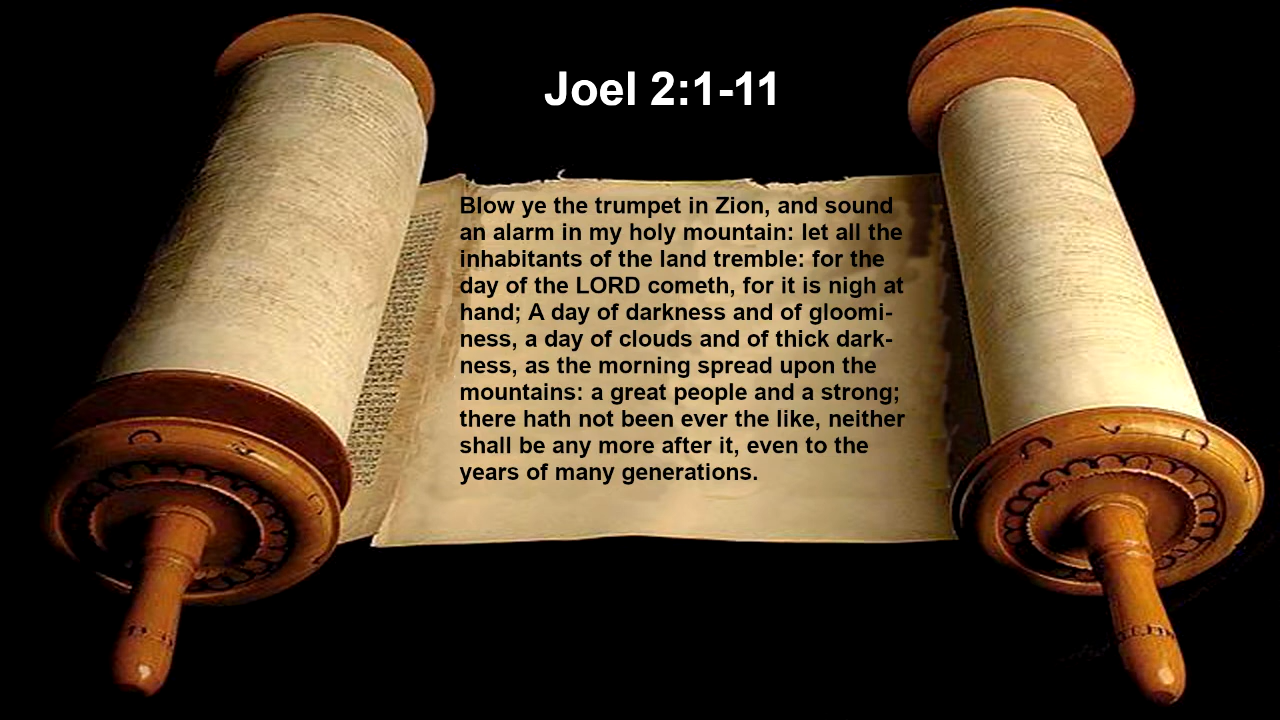 Joel 2:1-11
Blow ye the trumpet in Zion, and sound
an alarm in my holy mountain: let all the
inhabitants of the land tremble: for the
day of the LORD cometh, for it is nigh at
hand; A day of darkness and of gloomi-
ness, a day of clouds and of thick dark-
ness, as the morning spread upon the
mountains: a great people and a strong;
there hath not been ever the like, neither
shall be any more after it, even to the
years of many generations.